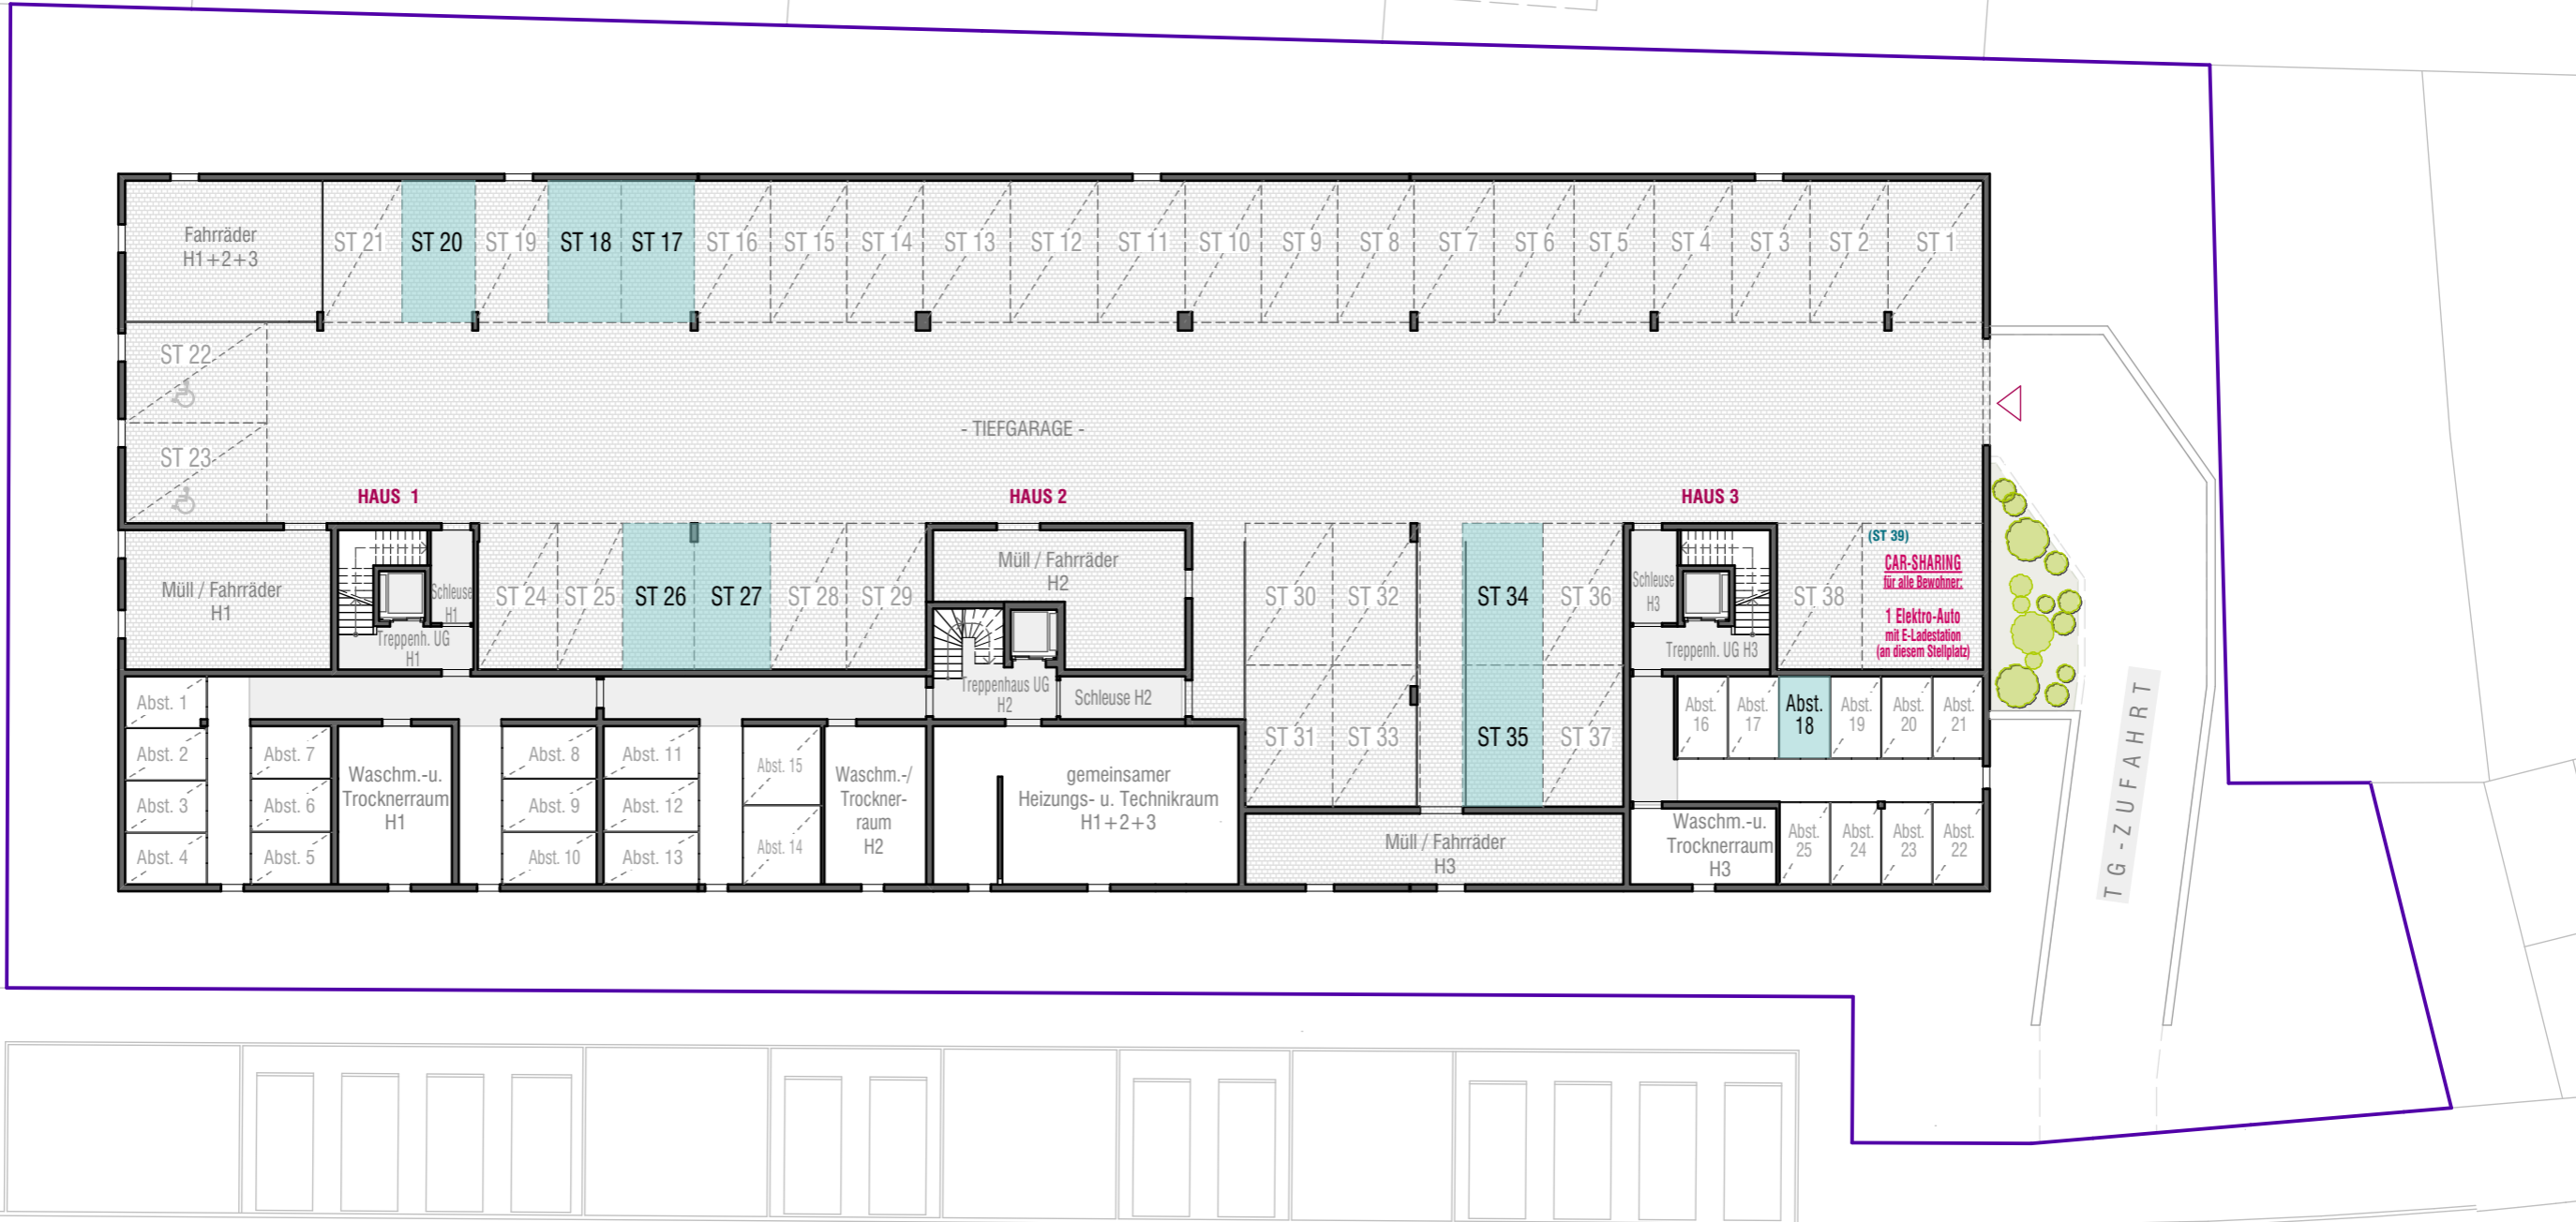 Fahrräder
H1+2+3
ST 21
ST 20
ST 19
ST 18
ST 17
ST 16
ST 15
ST 14
ST 13
ST 12
ST 11
ST 10
ST 9
ST 8
ST 7
ST 6
ST 5
ST 4
ST 3
ST 2
ST 1
ST 22
ST 23
- TIEFGARAGE -
HAUS 1
HAUS 2
HAUS 3
Müll / Fahrräder
H1
Schleuse
H1
Treppenh. UG
H1
ST 24
ST 25
ST 26
ST 27
ST 28
ST 29
Müll / Fahrräder
H2
Treppenhaus UG
H2
Schleuse H2
ST 30
ST 32
ST 34
ST 36
ST 31
ST 33
ST 35
ST 37
Schleuse
H3
Treppenh. UG H3
ST 38
(ST 39)
CAR-SHARING
für alle Bewohner:
1 Elektro-Auto
mit E-Ladestation
(an diesem Stellplatz)
Abst. 1
Abst. 2
Abst. 3
Abst. 4
Abst. 7
Abst. 6
Abst. 5
Waschm.-u.
Trocknerraum
H1
Abst. 8
Abst. 9
Abst. 10
Abst. 11
Abst. 12
Abst. 13
Abst. 15
Abst. 14
Waschm.-/
Trockner-
raum
H2
gemeinsamer
Heizungs- u. Technikraum
H1+2+3
Müll / Fahrräder
H3
Abst.
16
Abst.
17
Abst.
18
Abst.
19
Abst.
20
Abst.
21
Waschm.-u.
Trocknerraum
H3
Abst.
25
Abst.
24
Abst.
23
Abst.
22
TG-ZUFAHRT